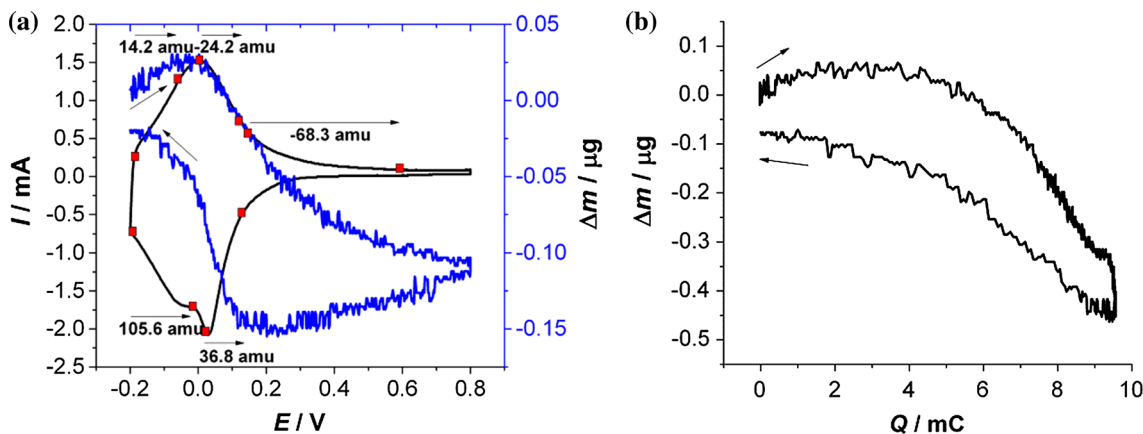 (a)
2.0
1.5
1.0
0.5
0.0
-0.5
-1.0
-1.5
-2.0
-2.5
I / mA
14.2 amu
-24.2 amu
-68.3 amu
105.6 amu
36.8 amu
0.05
0.00
-0.05
-0.10
-0.15
Δm / μg
-0.2
0.0
0.2
0.4
0.6
0.8
E / V
(b)
0.1
0.0
-0.1
-0.2
-0.3
-0.4
-0.5
Δm / μg
0
2
4
6
8
10
Q / mC